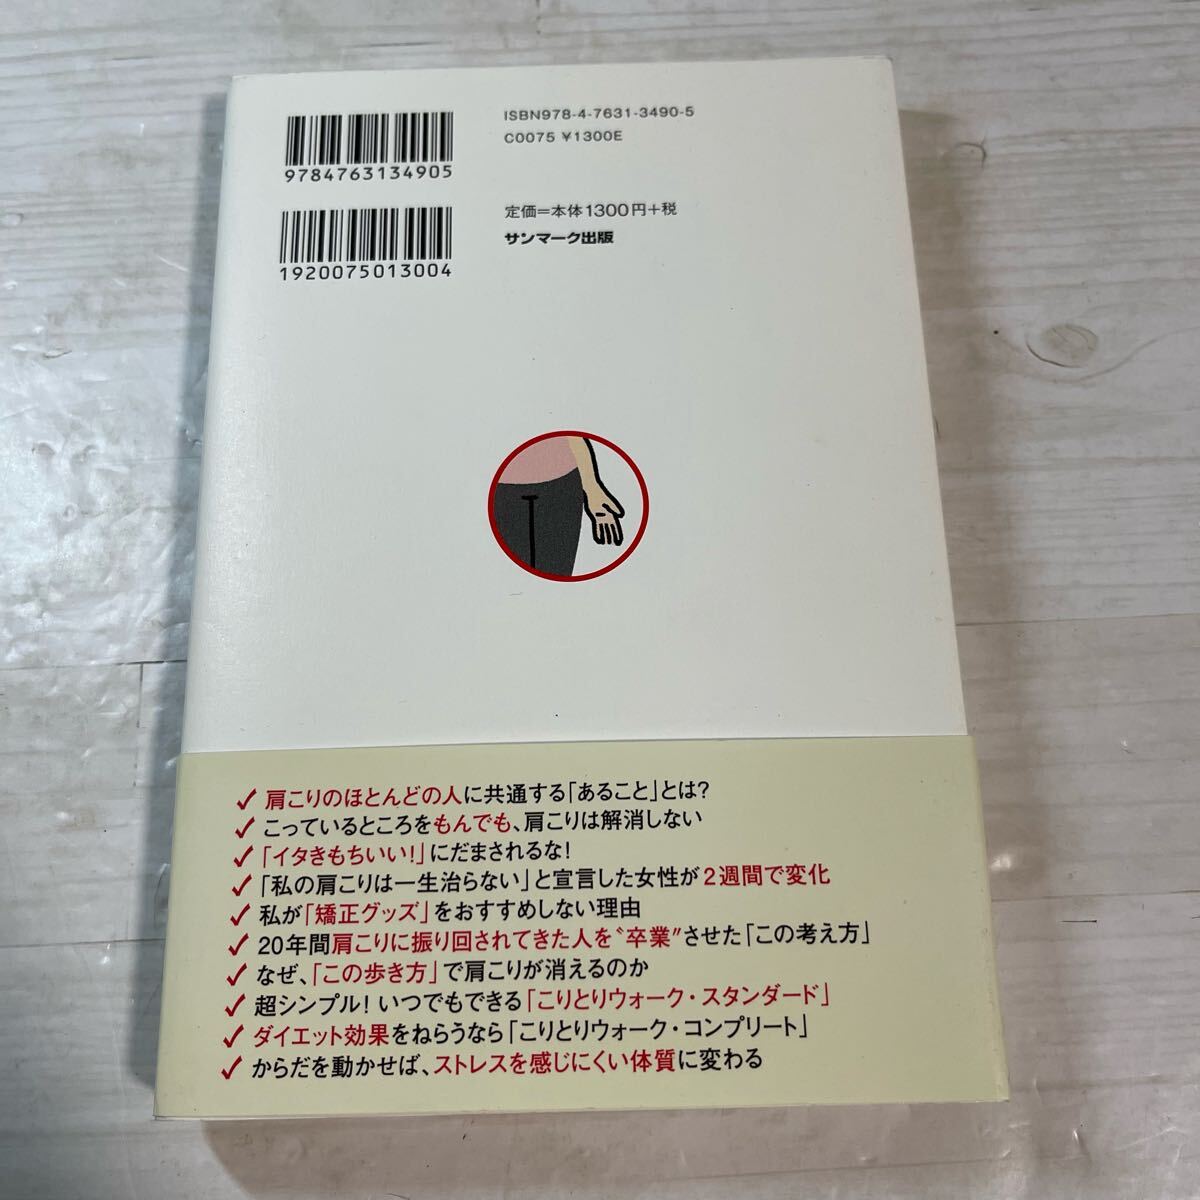 ISBN978-4-7631-3490-5
C0075 ¥1300E
9784763134905
定価=本体1300円+税
サンマーク出版
1920075013004
✓ 肩こりのほとんどの人に共通する「あること」とは?
✓ こっているところをもんでも、肩こりは解消しない
✓ 「イタきもちいい!」にだまされるな!
✓ 「私の肩こりは一生治らない」と宣言した女性が2週間で変化
✓ 私が「矯正グッズ」をおすすめしない理由
✓ 20年間肩こりに振り回されてきた人を〝卒業〟させた「この考え方」
✓ なぜ、「この歩き方」で肩こりが消えるのか
✓ 超シンプル! いつでもできる「こりとりウォーク・スタンダード」
✓ ダイエット効果をねらうなら「こりとりウォーク・コンプリート」
✓ からだを動かせば、ストレスを感じにくい体質に変わる